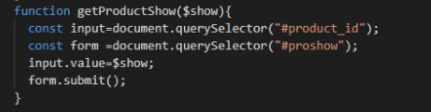 function getProductShow($show){
const input=document.querySelector("#product_id");
const form =document.querySelector("#proshow");
input.value=$show;
form.submit();
}